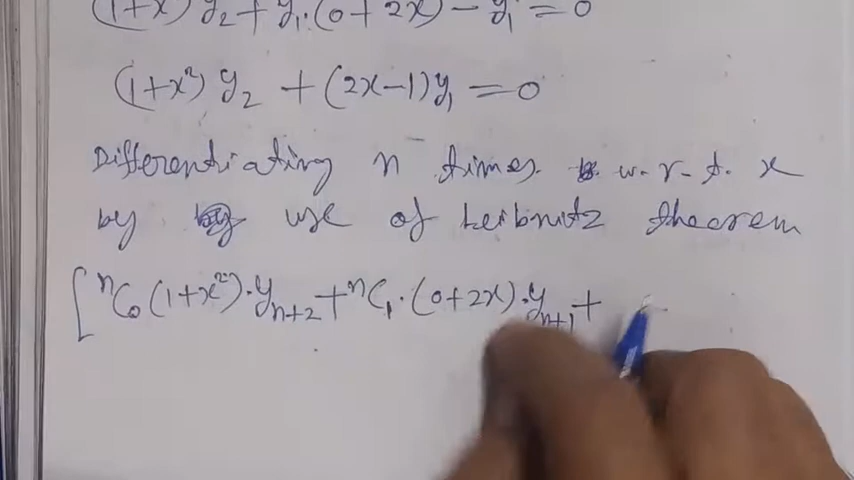 (1+x²) y₂ + y₁.(0+2x) - y₁ = 0
(1+x²) y₂ + (2x-1)y₁ = 0
Differentiating n times w.r.t. x
by use of Leibnitz theorem
[ⁿC₀(1+x²).yₙ₊₂+ⁿC₁.(0+2x).yₙ₊₁+